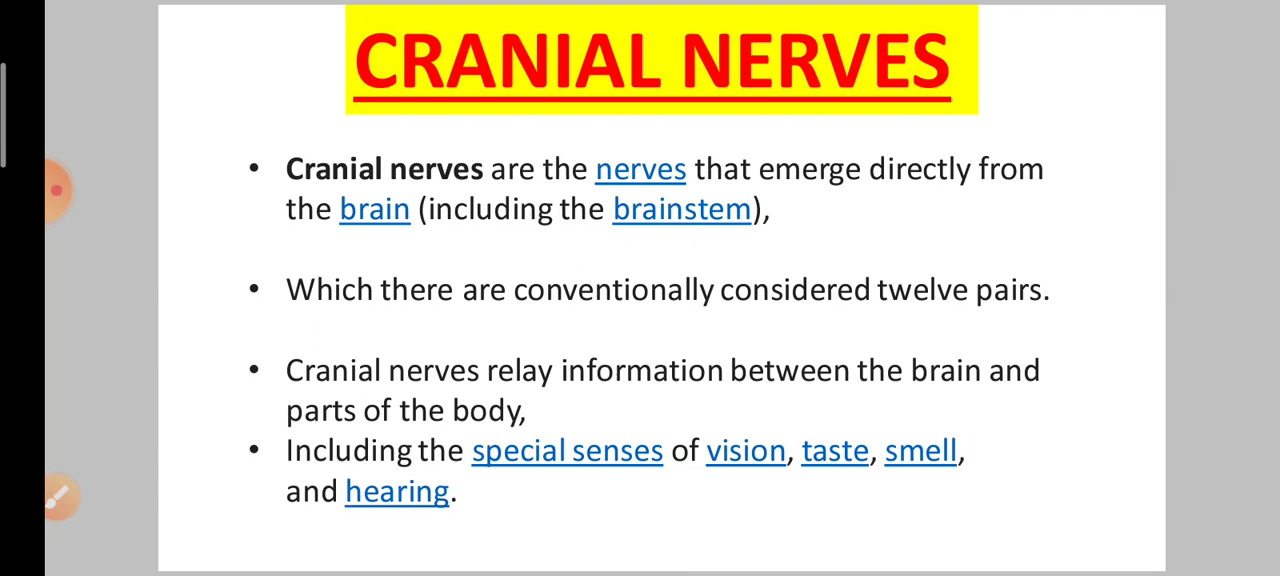 CRANIAL NERVES
• Cranial nerves are the nerves that emerge directly from
the brain (including the brainstem),
• Which there are conventionally considered twelve pairs.
• Cranial nerves relay information between the brain and
parts of the body,
• Including the special senses of vision, taste, smell,
and hearing.